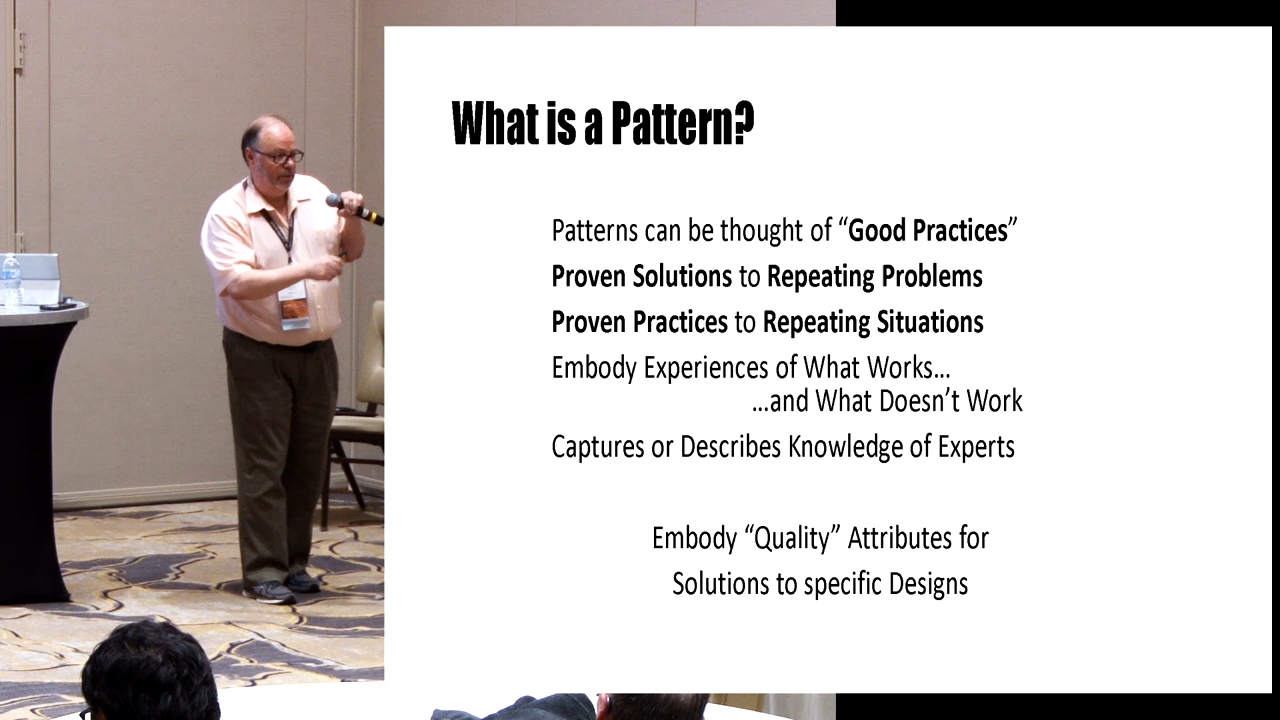 What is a Pattern?
Patterns can be thought of “Good Practices”
Proven Solutions to Repeating Problems
Proven Practices to Repeating Situations
Embody Experiences of What Works...
...and What Doesn’t Work
Captures or Describes Knowledge of Experts
Embody “Quality” Attributes for
Solutions to specific Designs